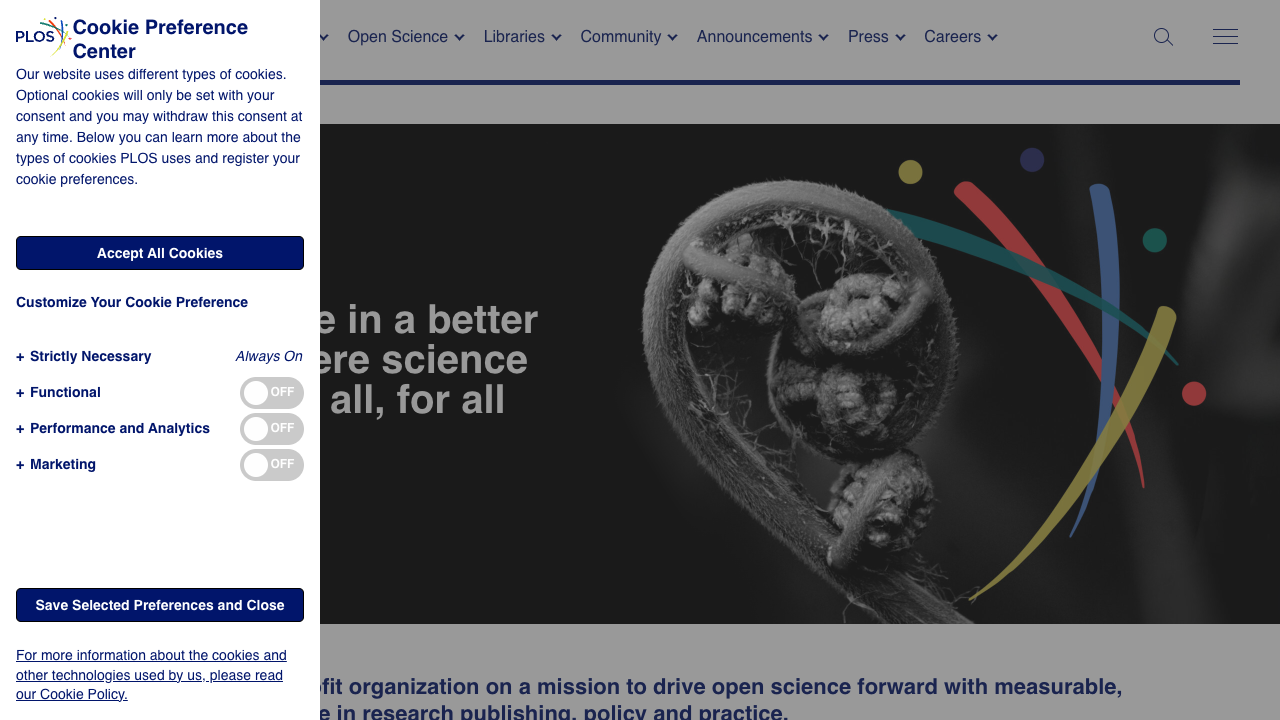 PLOS
Cookie Preference
Center
Our website uses different types of cookies.
Optional cookies will only be set with your
consent and you may withdraw this consent at
any time. Below you can learn more about the
types of cookies PLOS uses and register your
cookie preferences.
Accept All Cookies
Customize Your Cookie Preference
+ Strictly Necessary Always On
+ Functional OFF
+ Performance and Analytics OFF
+ Marketing OFF
Save Selected Preferences and Close
For more information about the cookies and
other technologies used by us, please read
our Cookie Policy.
Open Science Libraries Community Announcements Press Careers
e in a better
ere science
all, for all
ofit organization on a mission to drive open science forward with measurable,
e in research publishing, policy and practice.